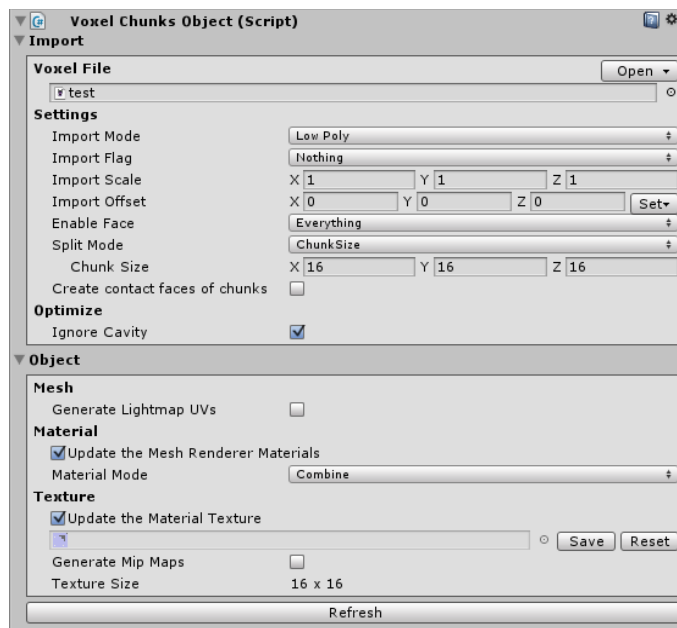 Voxel Chunks Object (Script)
Import
Voxel File
Open
test
Settings
Import Mode Low Poly
Import Flag Nothing
Import Scale X 1 Y 1 Z 1
Import Offset X 0 Y 0 Z 0 Set
Enable Face Everything
Split Mode ChunkSize
Chunk Size X 16 Y 16 Z 16
Create contact faces of chunks
Optimize
Ignore Cavity
Object
Mesh
Generate Lightmap UVs
Material
Update the Mesh Renderer Materials
Material Mode Combine
Texture
Update the Material Texture
Save Reset
Generate Mip Maps
Texture Size 16 x 16
Refresh